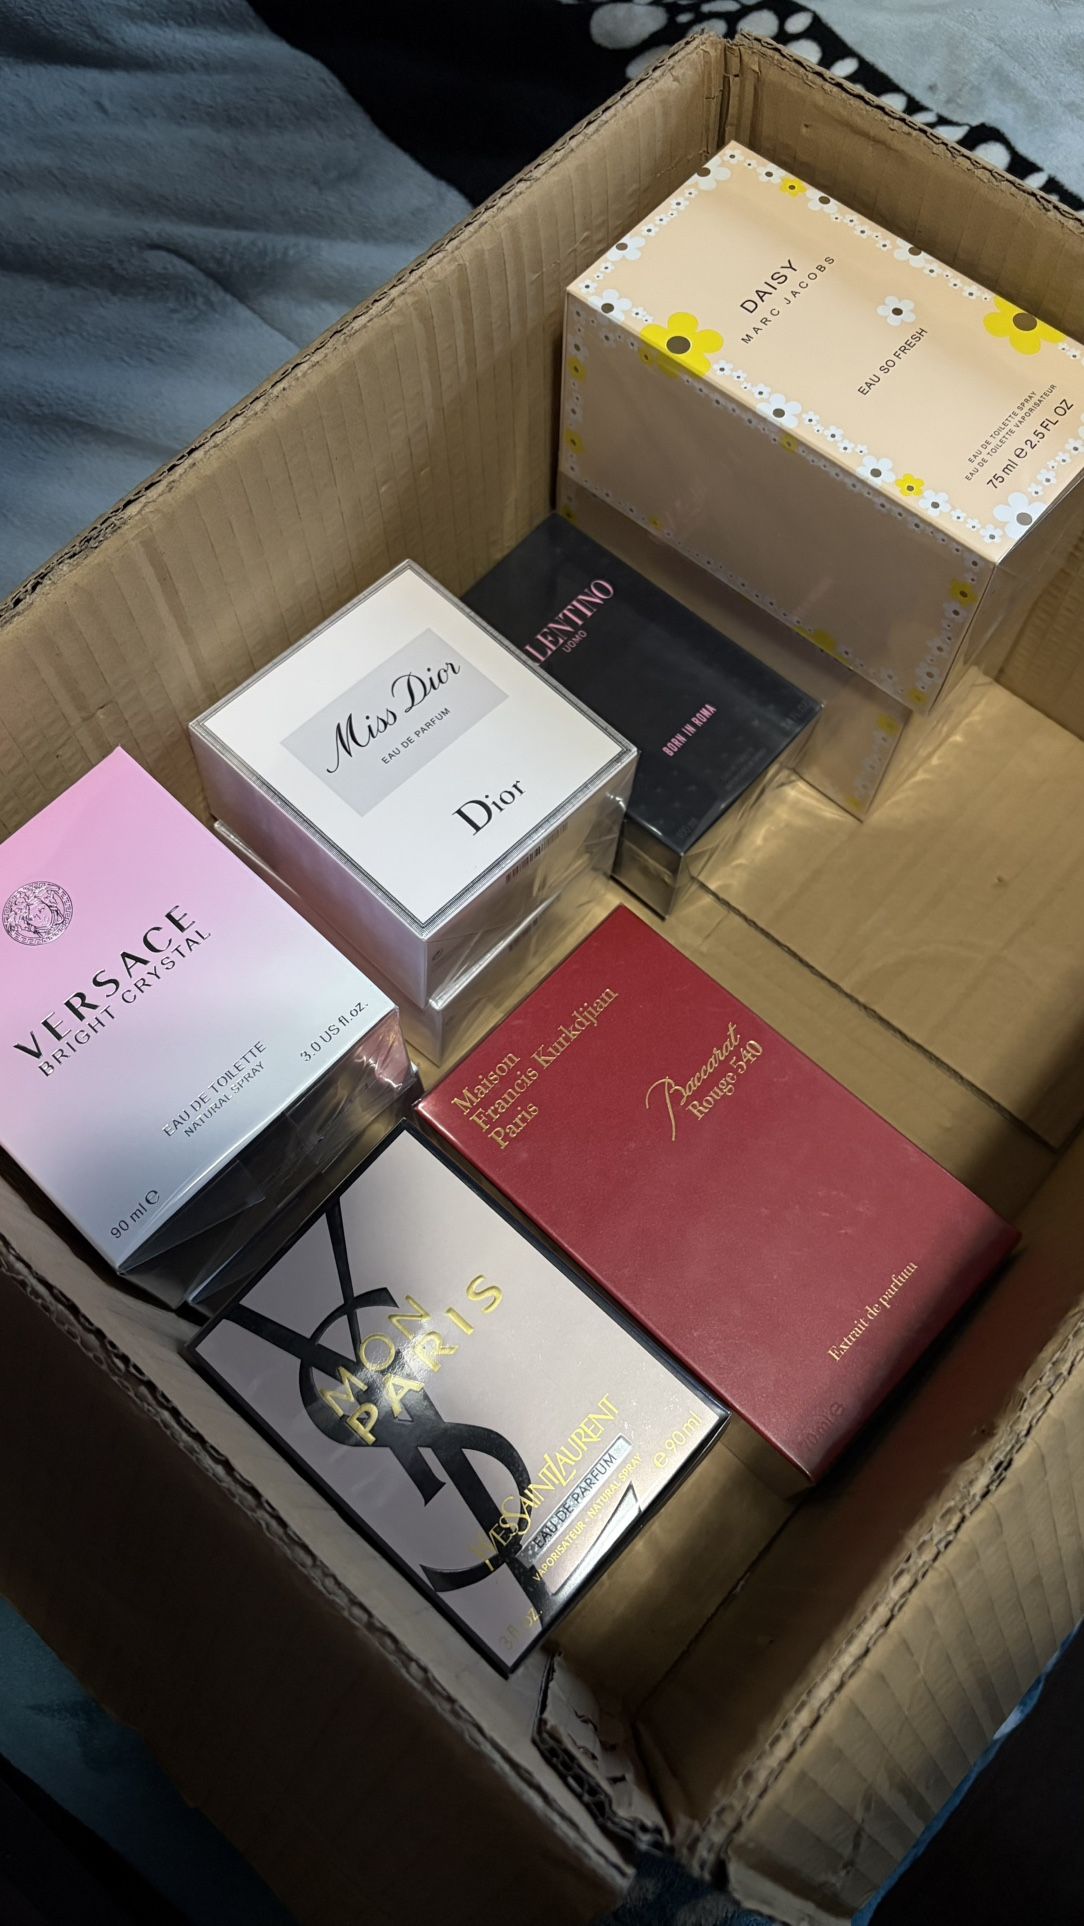 DAISY
MARC JACOBS
EAU SO FRESH
EAU DE TOILETTE SPRAY
EAU DE TOILETTE VAPORISATEUR
75 ml e 2.5 FL OZ
LENTINO
UOMO
BORN IN ROMA
Miss Dior
EAU DE PARFUM
Dior
VERSACE
BRIGHT CRYSTAL
EAU DE TOILETTE
NATURAL SPRAY
90 ml e
3.0 US fl.oz.
Maison
Francis Kurkdjian
Paris
Baccarat
Rouge 540
Extrait de parfum
MON
PARIS
YVESSAINTLAURENT
EAU DE PARFUM
VAPORISATEUR - NATURAL SPRAY
e 90ml